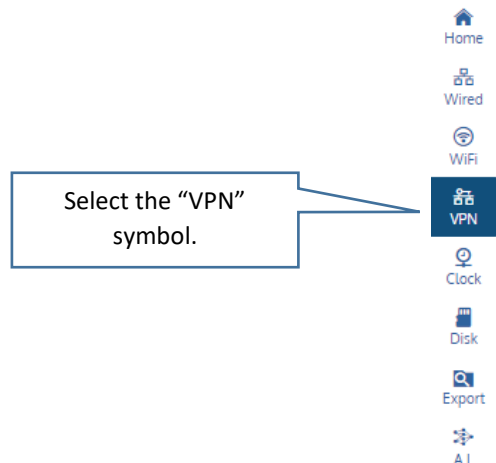 Home
Wired
WiFi
Select the “VPN”
symbol.
VPN
Clock
Disk
Export
A.I.